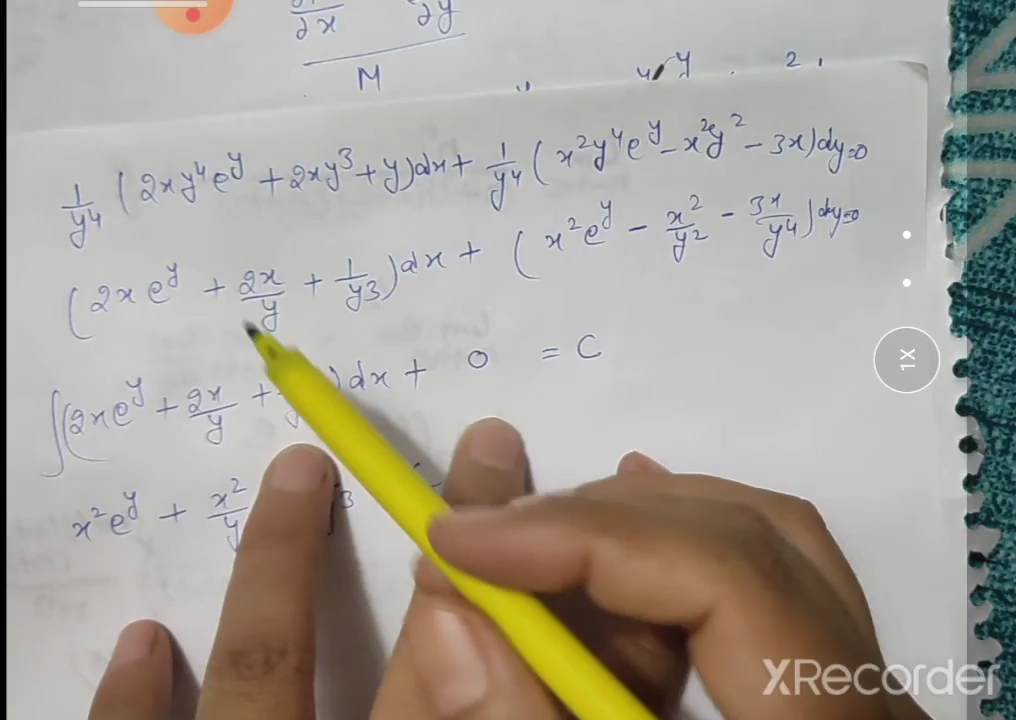 ∂x ∂y
M
1/y⁴ (2xy⁴eʸ + 2xy³ + y)dx + 1/y⁴ (x²y⁴eʸ - x²y² - 3x)dy=0
(2xeʸ + 2x/y + 1/y³)dx + (x²eʸ - x²/y² - 3x/y⁴)dy=0
∫(2xeʸ + 2x/y + )dx + 0 = C
x²eʸ + x²/y
1X
XRecorder